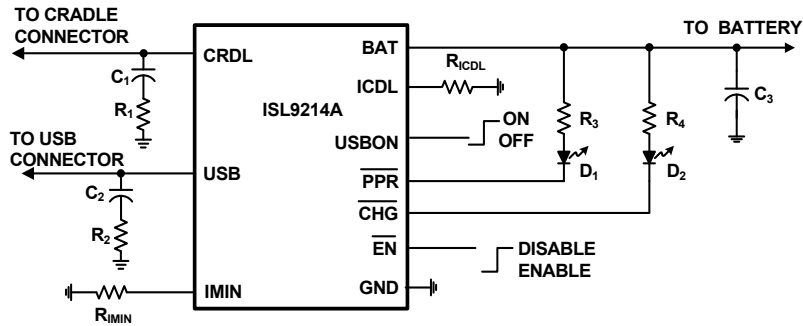 TO CRADLE
CONNECTOR
CRDL
C1
R1
TO USB
CONNECTOR
USB
C2
R2
IMIN
RIMIN
ISL9214A
BAT
TO BATTERY
ICDL
RICDL
USBON
ON
OFF
PPR
CHG
EN
DISABLE
ENABLE
GND
R3
D1
R4
D2
C3